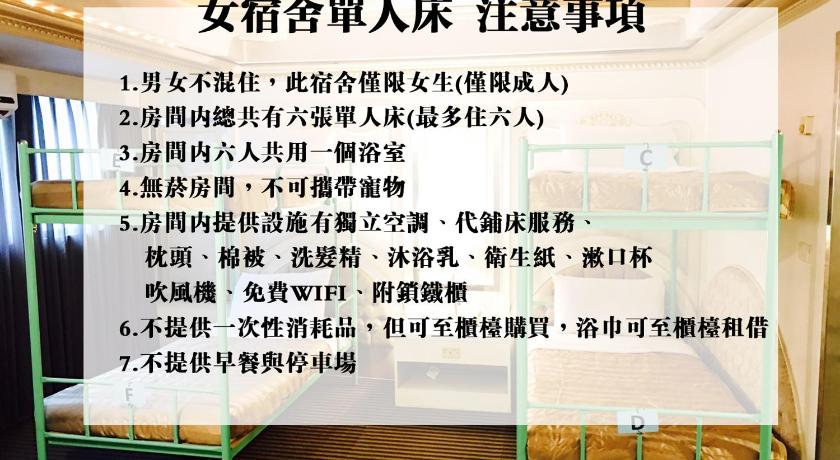 女宿舍單人床 注意事項
1.男女不混住，此宿舍僅限女生(僅限成人)
2.房間內總共有六張單人床(最多住六人)
3.房間內六人共用一個浴室
4.無菸房間，不可攜帶寵物
5.房間內提供設施有獨立空調、代鋪床服務、
枕頭、棉被、洗髮精、沐浴乳、衛生紙、漱口杯
吹風機、免費WIFI、附鎖鐵櫃
6.不提供一次性消耗品，但可至櫃檯購買，浴巾可至櫃檯租借
7.不提供早餐與停車場
E
C
F
D